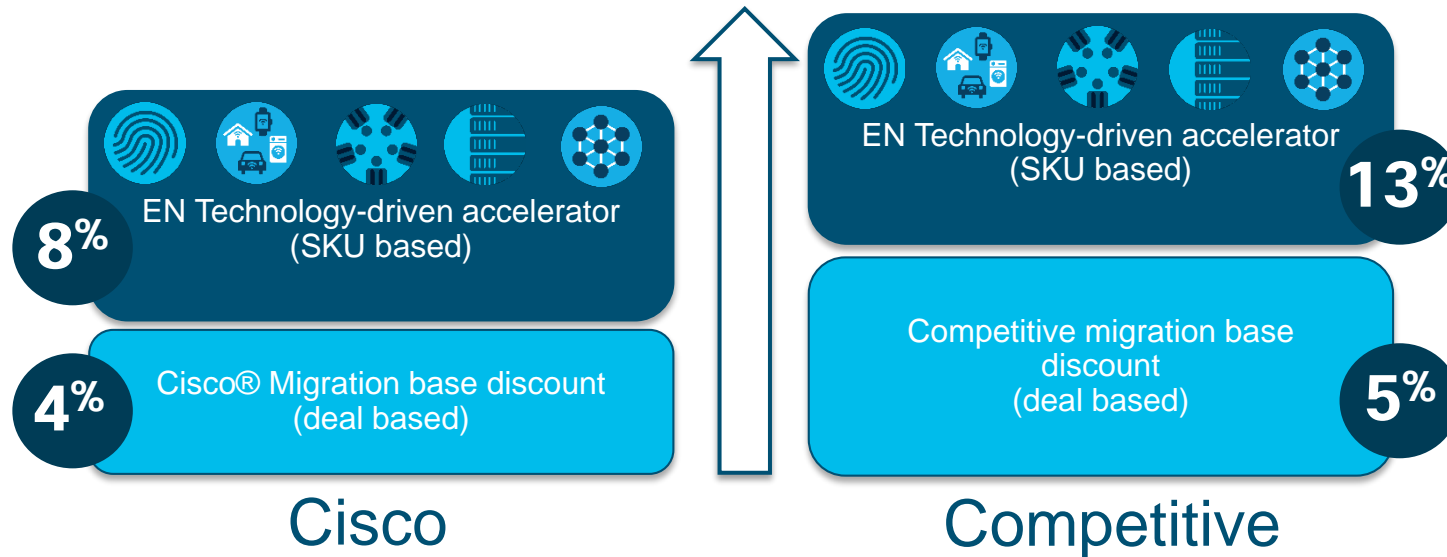 EN Technology-driven accelerator
(SKU based)
8%
Cisco® Migration base discount
(deal based)
4%
Cisco
EN Technology-driven accelerator
(SKU based)
13%
Competitive migration base
discount
(deal based)
5%
Competitive